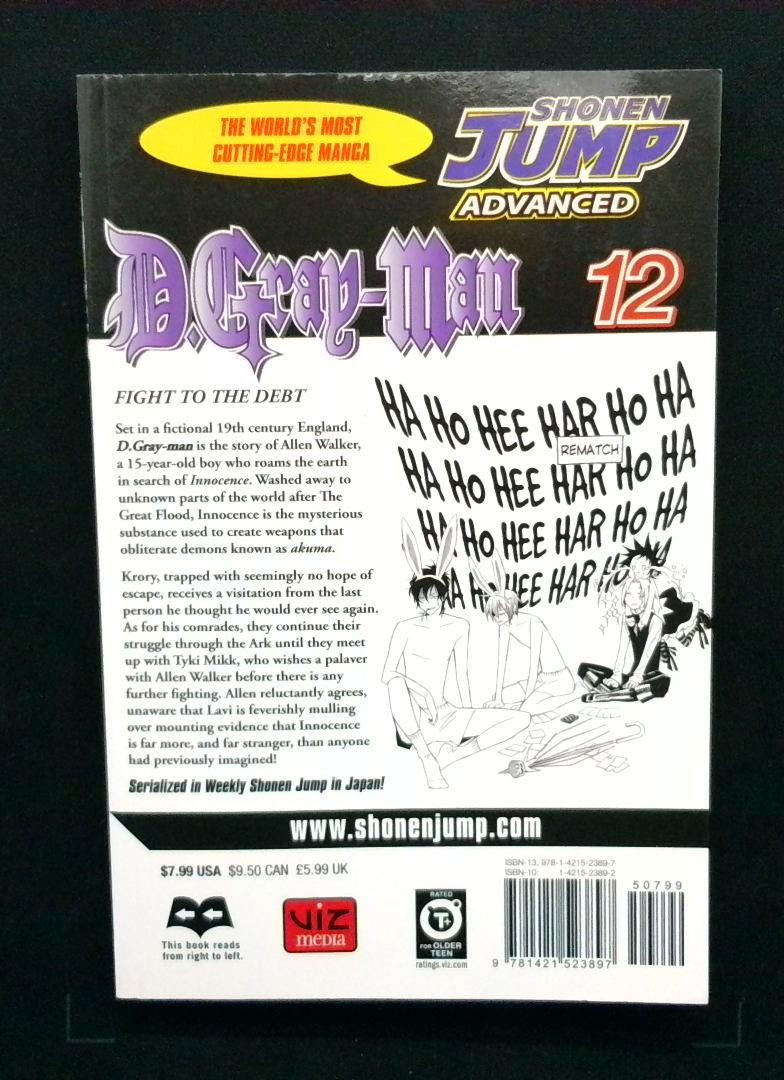 THE WORLD'S MOST
CUTTING-EDGE MANGA
SHONEN
JUMP
ADVANCED
D.Gray-Man
12
FIGHT TO THE DEBT
Set in a fictional 19th century England,
D.Gray-man is the story of Allen Walker,
a 15-year-old boy who roams the earth
in search of Innocence. Washed away to
unknown parts of the world after The
Great Flood, Innocence is the mysterious
substance used to create weapons that
obliterate demons known as akuma.
Krory, trapped with seemingly no hope of
escape, receives a visitation from the last
person he thought he would ever see again.
As for his comrades, they continue their
struggle through the Ark until they meet
up with Tyki Mikk, who wishes a palaver
with Allen Walker before there is any
further fighting. Allen reluctantly agrees,
unaware that Lavi is feverishly mulling
over mounting evidence that Innocence
is far more, and far stranger, than anyone
had previously imagined!
Serialized in Weekly Shonen Jump in Japan!
HA HO HEE HAR HO HA
REMATCH
HA HO HEE HAR HO HA
HA HO HEE HAR HO HA
HA HEE HAR
www.shonenjump.com
$7.99 USA $9.50 CAN £5.99 UK
This book reads
from right to left.
VIZ
MEDIA
RATED
T+
FOR OLDER
TEEN
ratings.viz.com
ISBN-13: 978-1-4215-2389-7
ISBN-10: 1-4215-2389-2
50799
9 781421 523897